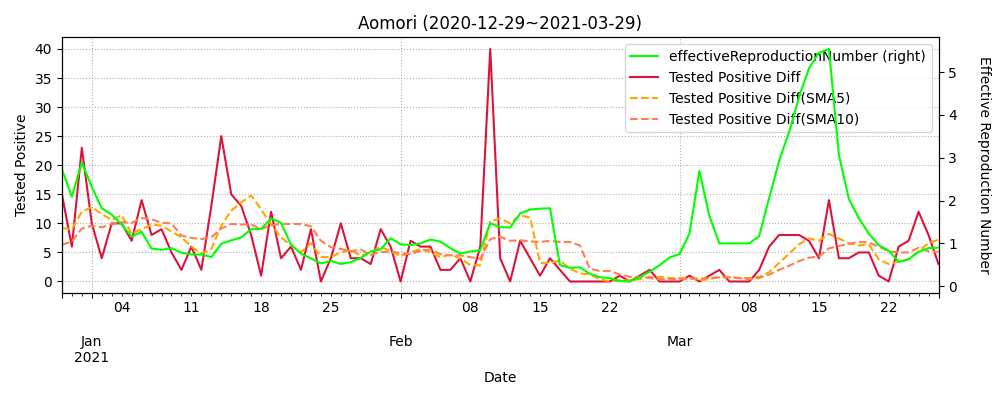 Aomori (2020-12-29~2021-03-29)
effectiveReproductionNumber (right)
Tested Positive Diff
Tested Positive Diff(SMA5)
Tested Positive Diff(SMA10)
Tested Positive
40
35
30
25
20
15
10
5
0
Effective Reproduction Number
5
4
3
2
1
0
04 11 18 25 08 15 22 08 15 22
Jan Feb Mar
2021
Date